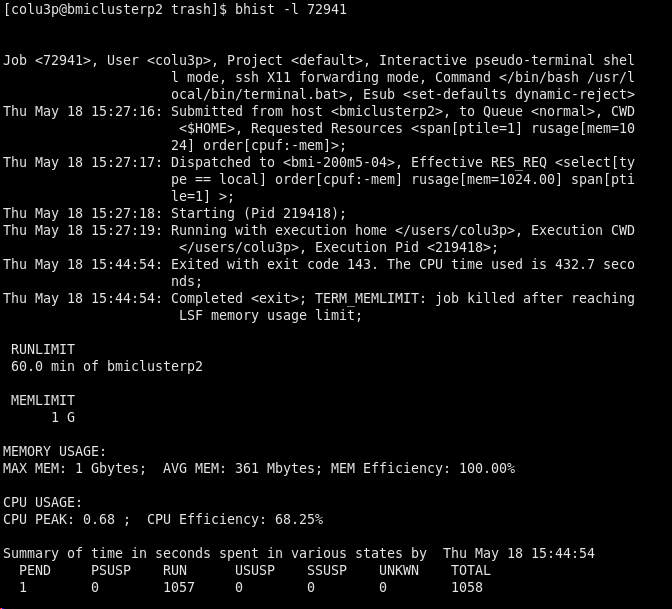 [colu3p@bmiclusterp2 trash]$ bhist -l 72941
Job <72941>, User <colu3p>, Project <default>, Interactive pseudo-terminal shel
l mode, ssh X11 forwarding mode, Command </bin/bash /usr/l
ocal/bin/terminal.bat>, Esub <set-defaults dynamic-reject>
Thu May 18 15:27:16: Submitted from host <bmiclusterp2>, to Queue <normal>, CWD
<$HOME>, Requested Resources <span[ptile=1] rusage[mem=10
24] order[cpuf:-mem]>;
Thu May 18 15:27:17: Dispatched to <bmi-200m5-04>, Effective RES_REQ <select[ty
pe == local] order[cpuf:-mem] rusage[mem=1024.00] span[pti
le=1] >;
Thu May 18 15:27:18: Starting (Pid 219418);
Thu May 18 15:27:19: Running with execution home </users/colu3p>, Execution CWD
</users/colu3p>, Execution Pid <219418>;
Thu May 18 15:44:54: Exited with exit code 143. The CPU time used is 432.7 seco
nds;
Thu May 18 15:44:54: Completed <exit>; TERM_MEMLIMIT: job killed after reaching
LSF memory usage limit;
RUNLIMIT
60.0 min of bmiclusterp2
MEMLIMIT
1 G
MEMORY USAGE:
MAX MEM: 1 Gbytes;  AVG MEM: 361 Mbytes; MEM Efficiency: 100.00%
CPU USAGE:
CPU PEAK: 0.68 ;  CPU Efficiency: 68.25%
Summary of time in seconds spent in various states by  Thu May 18 15:44:54
PEND     PSUSP    RUN      USUSP    SSUSP    UNKWN    TOTAL
1        0        1057     0        0        0        1058